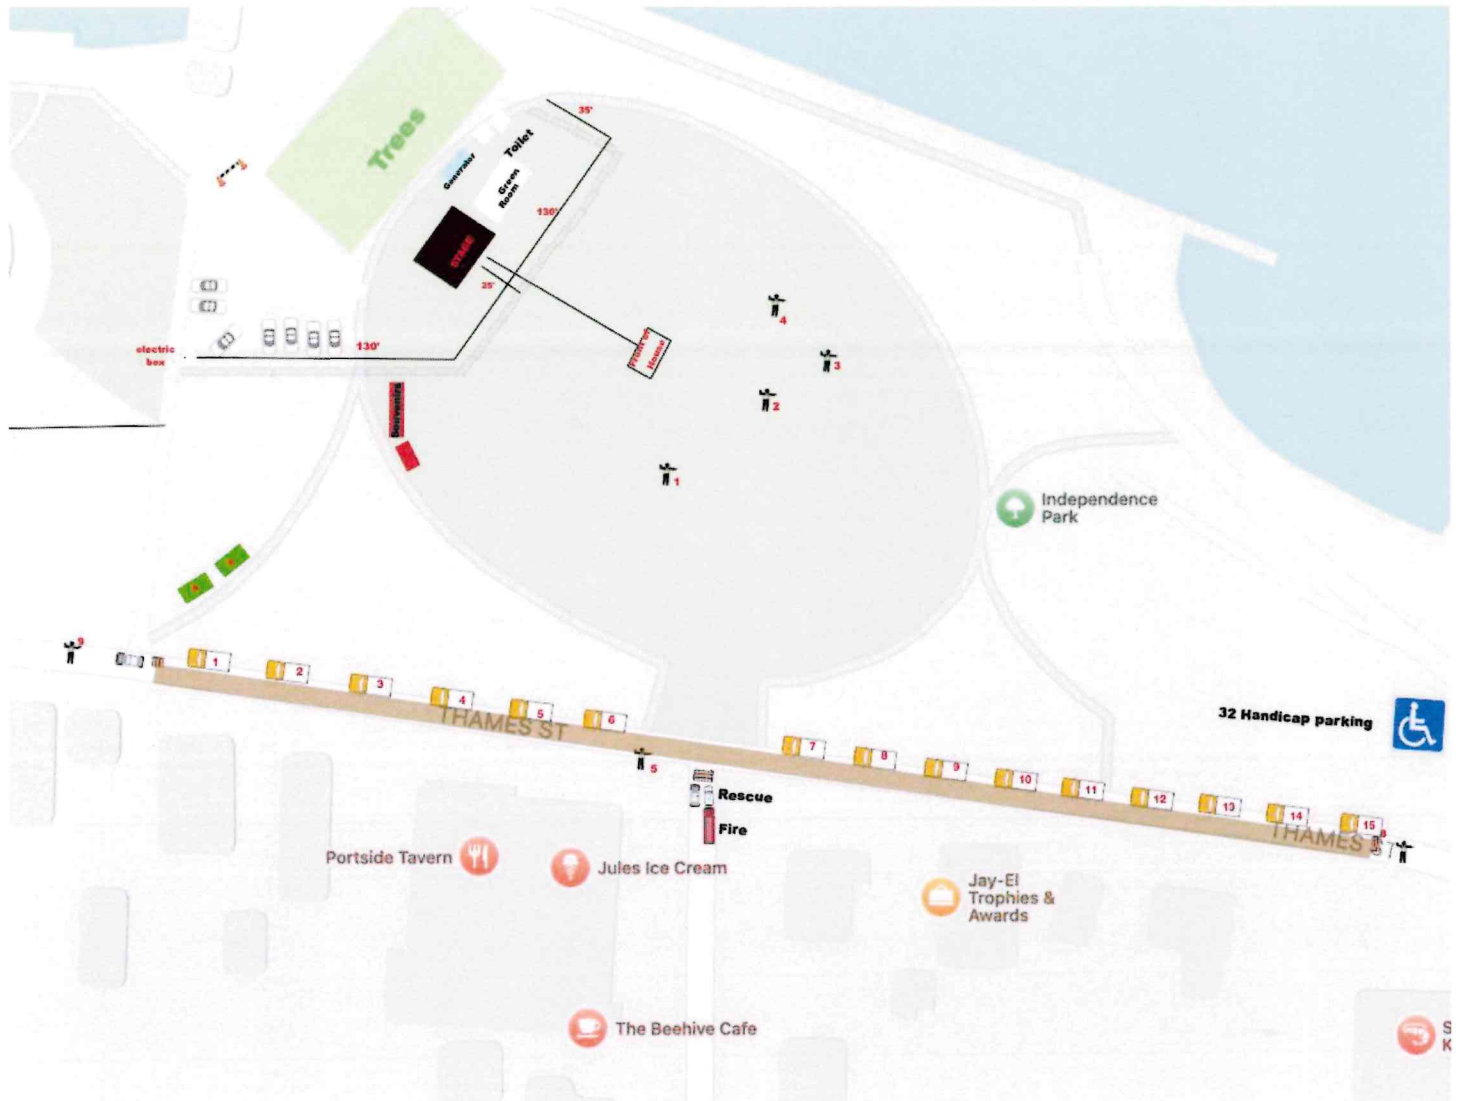 Trees
35'
Toilet
Generator
Green
Room
130'
STAGE
25'
electric
box
130'
Front of
House
4
3
2
1
Souvenirs
Independence
Park
9
1
2
3
4
5
6
THAMES ST
7
8
9
10
11
12
13
14
15
8
THAMES ST
32 Handicap parking
5
Rescue
Fire
Portside Tavern
Jules Ice Cream
Jay-El
Trophies &
Awards
The Beehive Cafe
S
K